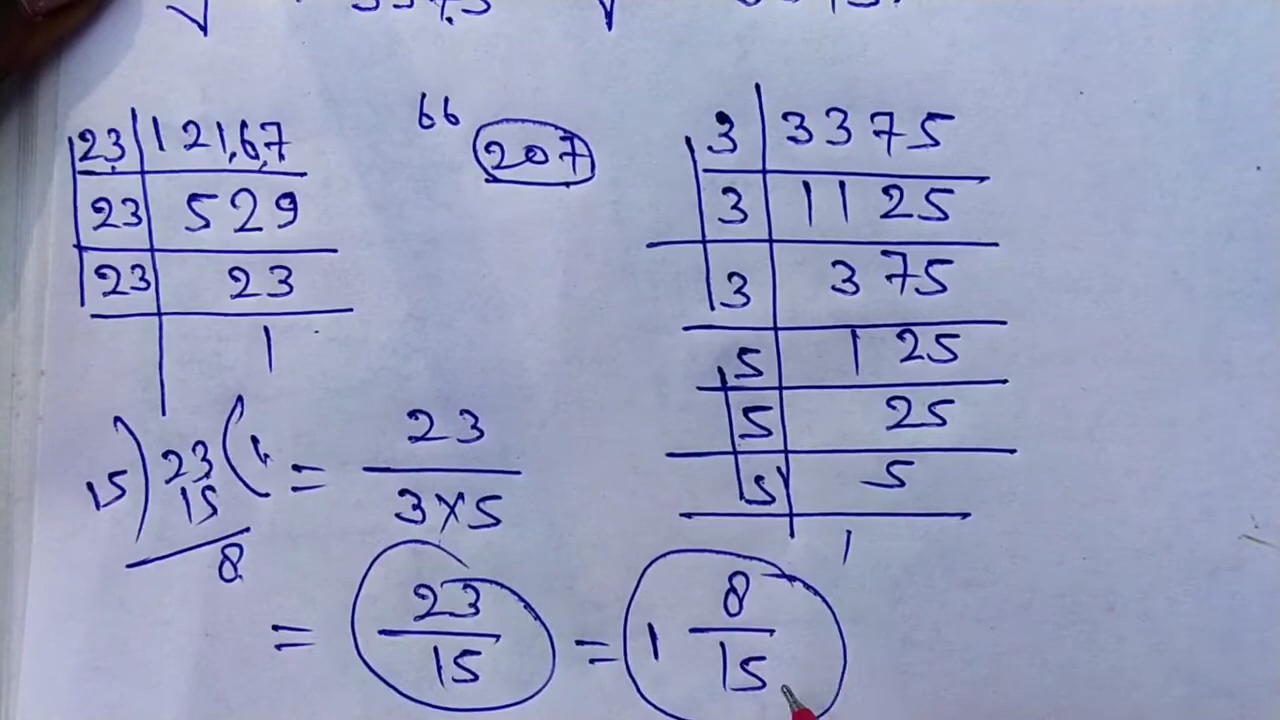 3375
23 | 12167
23 | 529
23 | 23
1
66
207
3 | 3375
3 | 1125
3 | 375
5 | 125
5 | 25
5 | 5
1
15 ) 23 ( 1
15
8
= 23 / 3×5
= 23/15 = 1 8/15